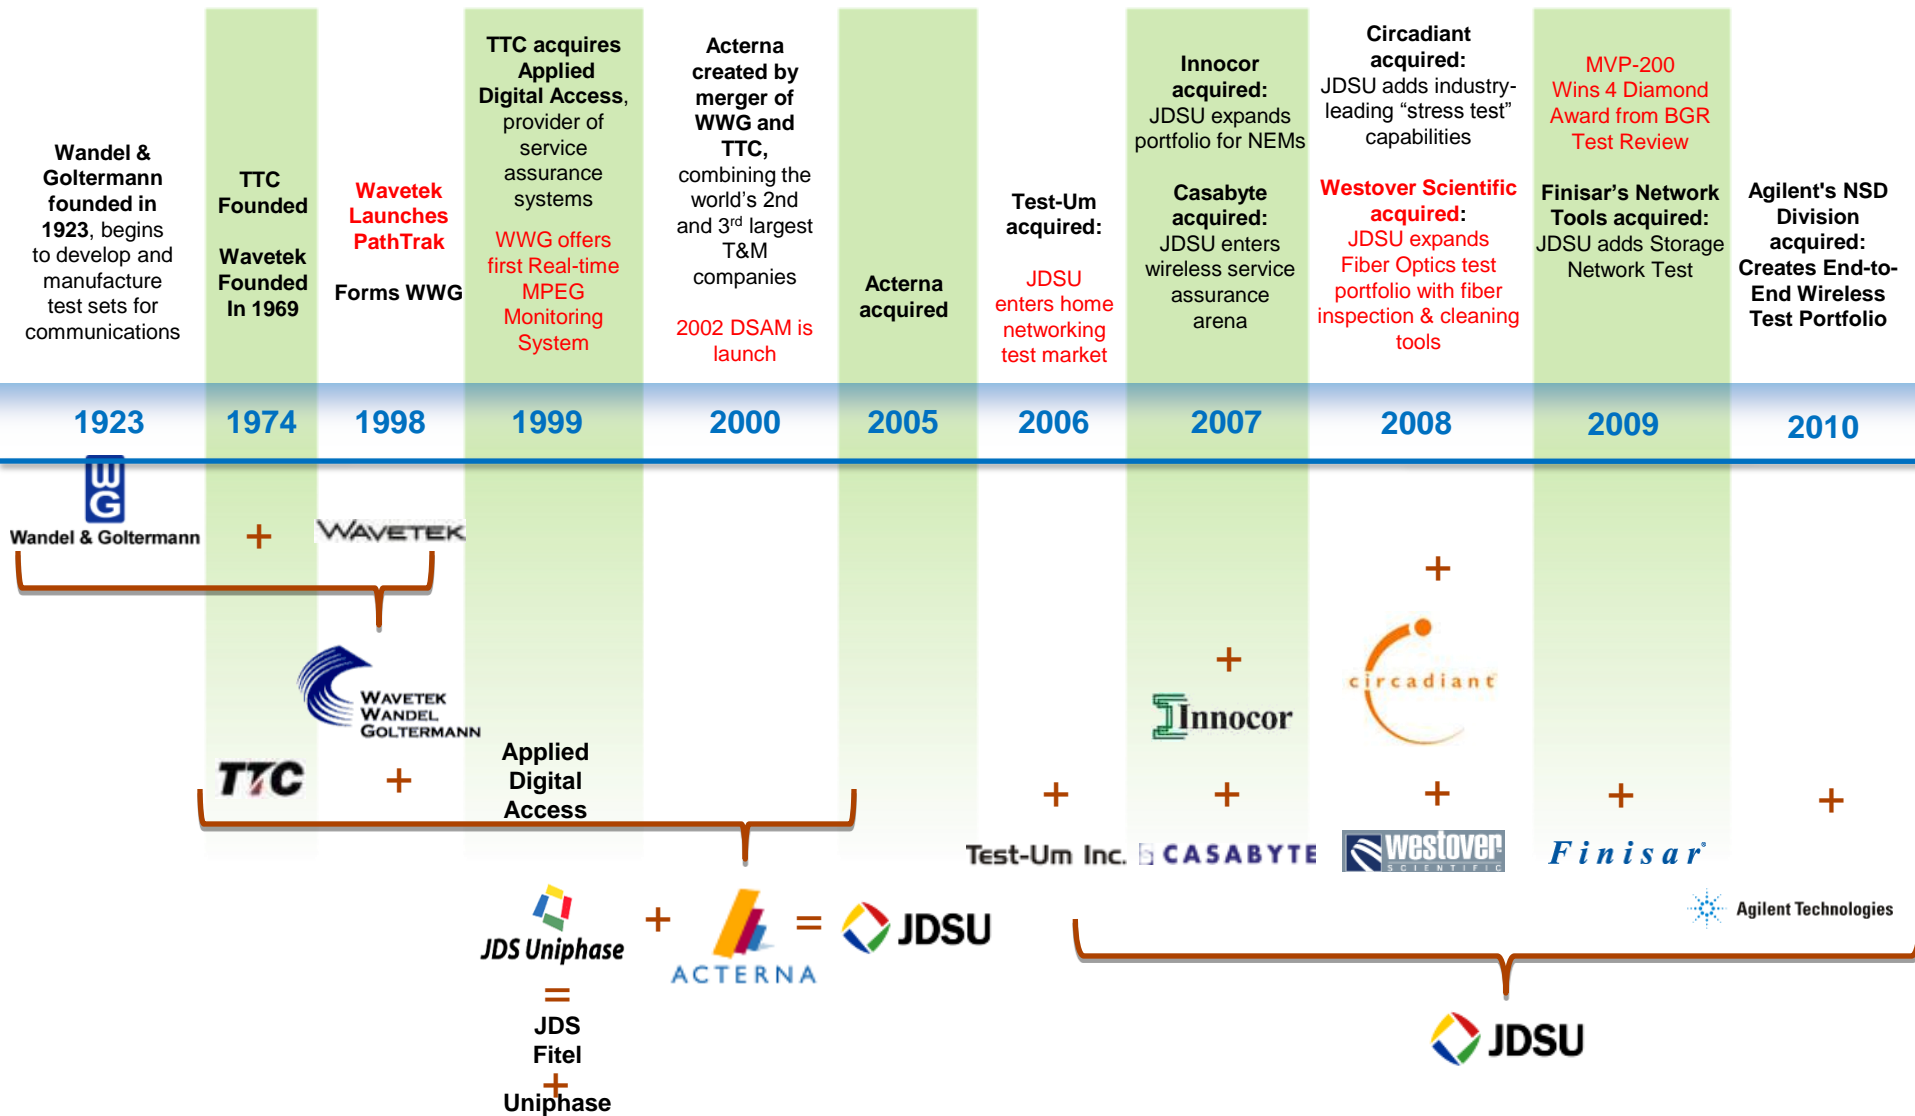 Wandel &
Goltermann
founded in
1923, begins
to develop and
manufacture
test sets for
communications
TTC
Founded
Wavetek
Founded
In 1969
Wavetek
Launches
PathTrak
Forms WWG
TTC acquires
Applied
Digital Access,
provider of
service
assurance
systems
WWG offers
first Real-time
MPEG
Monitoring
System
Acterna
created by
merger of
WWG and
TTC,
combining the
world's 2nd
and 3rd largest
T&M
companies
2002 DSAM is
launch
Acterna
acquired
Test-Um
acquired:
JDSU
enters home
networking
test market
Innocor
acquired:
JDSU expands
portfolio for NEMs
Casabyte
acquired:
JDSU enters
wireless service
assurance
arena
Circadiant
acquired:
JDSU adds industry-
leading “stress test”
capabilities
Westover Scientific
acquired:
JDSU expands
Fiber Optics test
portfolio with fiber
inspection & cleaning
tools
MVP-200
Wins 4 Diamond
Award from BGR
Test Review
Finisar's Network
Tools acquired:
JDSU adds Storage
Network Test
Agilent's NSD
Division
acquired:
Creates End-to-
End Wireless
Test Portfolio
1923
1974
1998
1999
2000
2005
2006
2007
2008
2009
2010
WG
Wandel & Goltermann
+
WAVETEK
WAVETEK
WANDEL
GOLTERMANN
TTC
+
Applied
Digital
Access
+
Innocor
+
circadiant
+
+
+
+
+
Test-Um Inc.
CASABYTE
Westover
SCIENTIFIC
Finisar
Agilent Technologies
JDS Uniphase
+
ACTERNA
=
JDSU
=
JDS
Fitel
+
Uniphase
JDSU